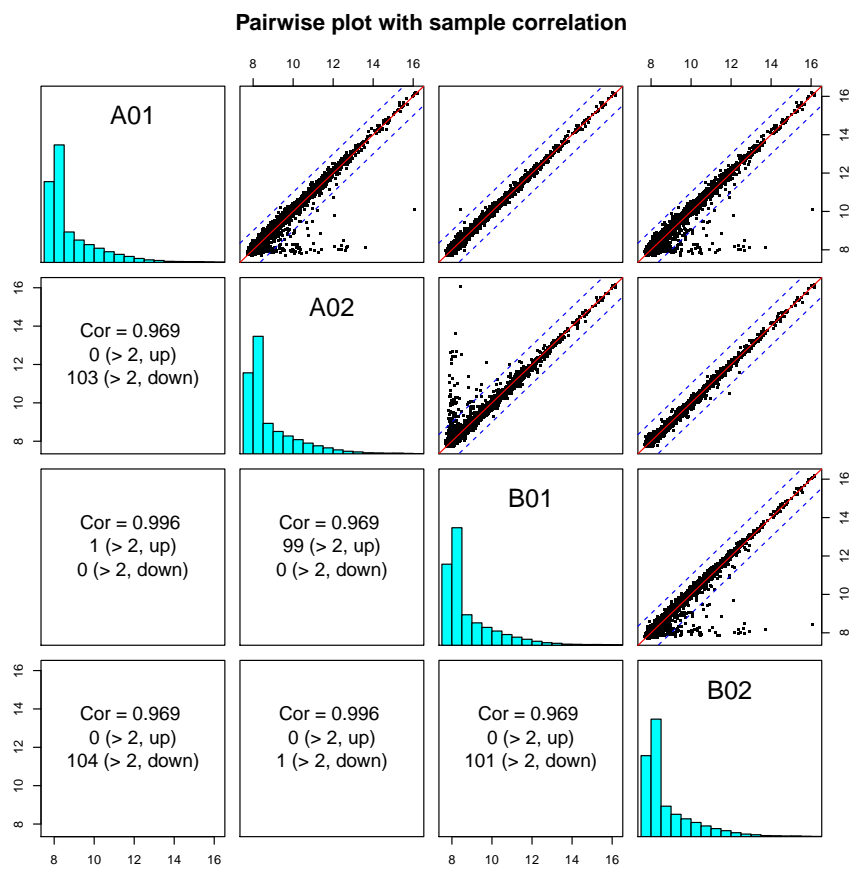 Pairwise plot with sample correlation
8 10 12 14 16
8 10 12 14 16
A01
8 10 12 14 16
8 10 12 14 16
Cor = 0.969
0 (> 2, up)
103 (> 2, down)
A02
Cor = 0.996
1 (> 2, up)
0 (> 2, down)
Cor = 0.969
99 (> 2, up)
0 (> 2, down)
B01
8 10 12 14 16
8 10 12 14 16
Cor = 0.969
0 (> 2, up)
104 (> 2, down)
Cor = 0.996
0 (> 2, up)
1 (> 2, down)
Cor = 0.969
0 (> 2, up)
101 (> 2, down)
B02
8 10 12 14 16
8 10 12 14 16